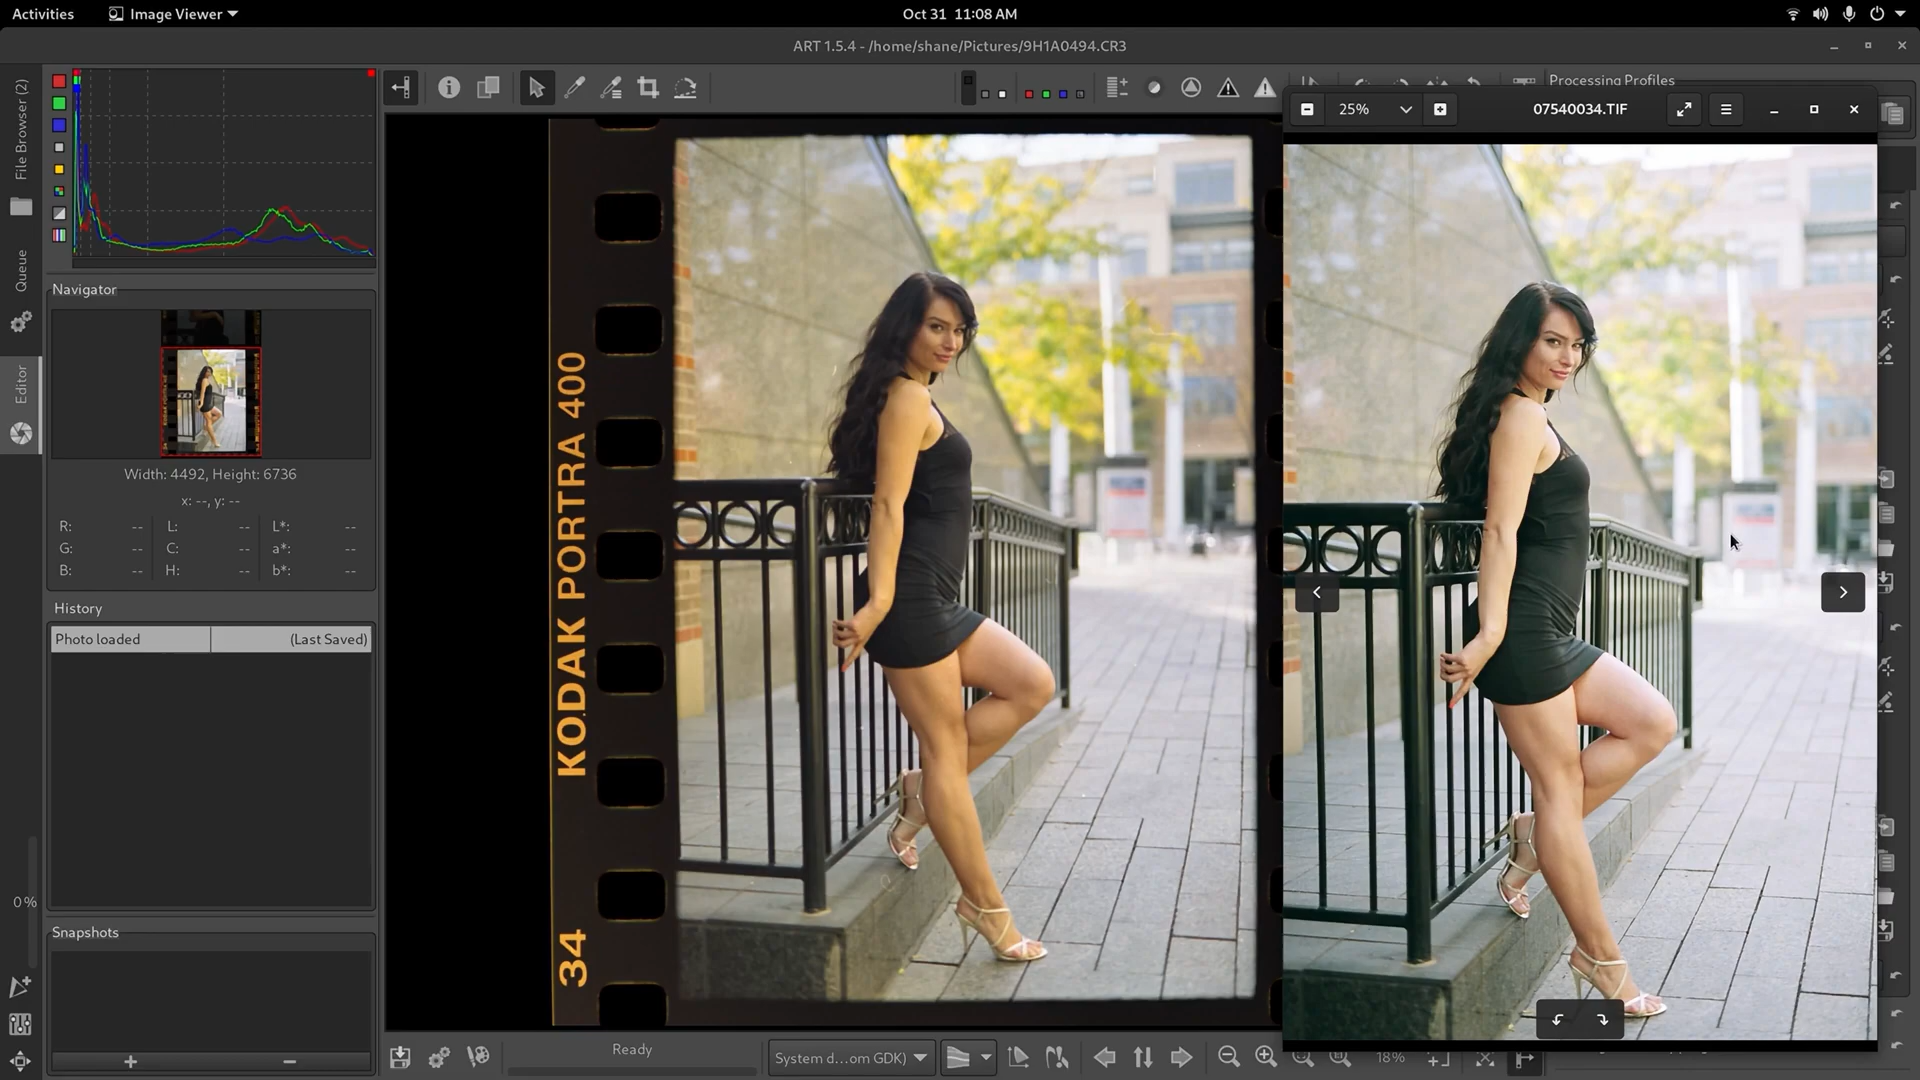 Activities
Image Viewer
Oct 31 11:08 AM
ART 1.5.4 - /home/shane/Pictures/9H1A0494.CR3
Processing Profiles
25%
07540034.TIF
File Browser (2)
Queue
Editor
0 %
Navigator
Width: 4492, Height: 6736
x: --, y: --
R: -- L: -- L*: --
G: -- C: -- a*: --
B: -- H: -- b*: --
History
Photo loaded (Last Saved)
Snapshots
KODAK PORTRA 400
34
Ready
System d...om GDK)
18%